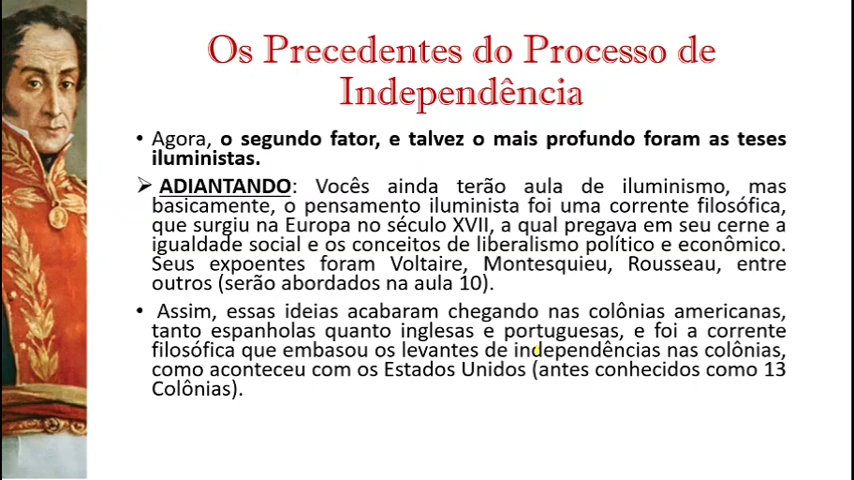 Os Precedentes do Processo de
Independência
• Agora, o segundo fator, e talvez o mais profundo foram as teses
iluministas.
➢ ADIANTANDO: Vocês ainda terão aula de iluminismo, mas
basicamente, o pensamento iluminista foi uma corrente filosófica,
que surgiu na Europa no século XVII, a qual pregava em seu cerne a
igualdade social e os conceitos de liberalismo político e econômico.
Seus expoentes foram Voltaire, Montesquieu, Rousseau, entre
outros (serão abordados na aula 10).
• Assim, essas ideias acabaram chegando nas colônias americanas,
tanto espanholas quanto inglesas e portuguesas, e foi a corrente
filosófica que embasou os levantes de independências nas colônias,
como aconteceu com os Estados Unidos (antes conhecidos como 13
Colônias).